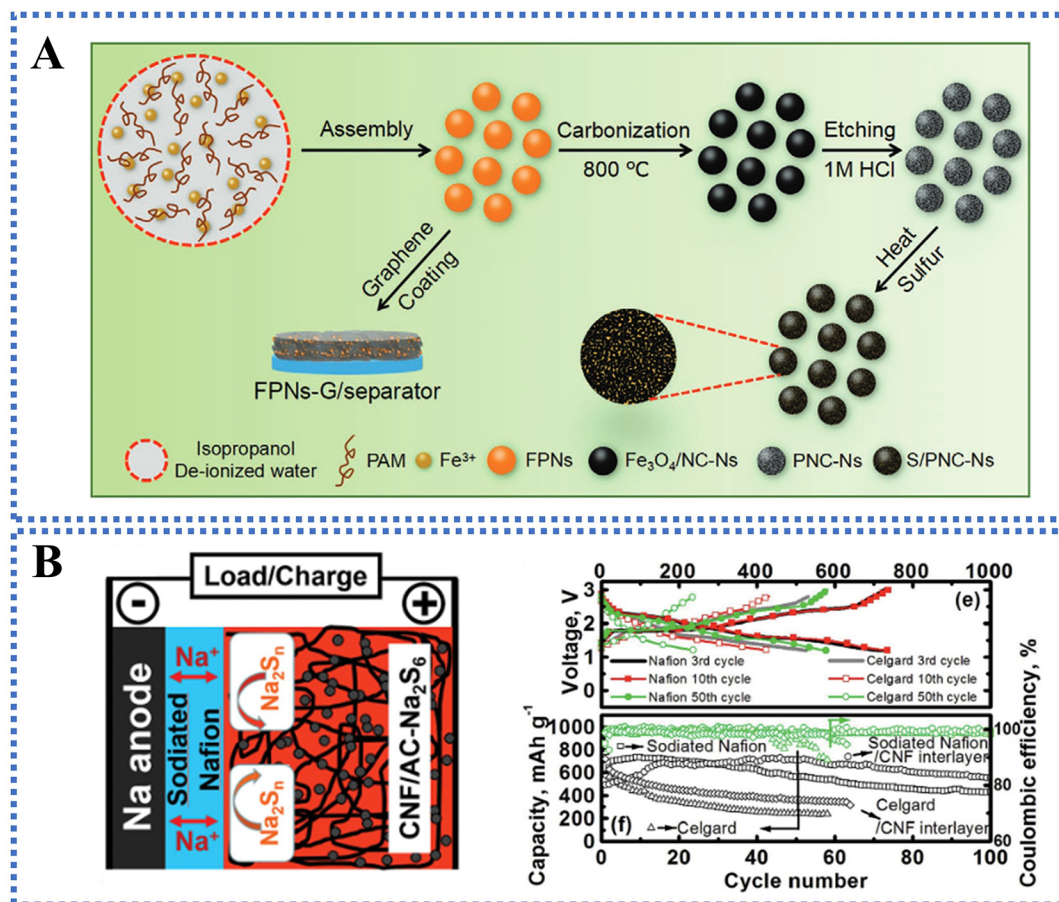 A
Assembly
Carbonization
800 ºC
Etching
1M HCl
Graphene
Coating
Heat
Sulfur
FPNs-G/separator
Isopropanol
De-ionized water
PAM
Fe³⁺
FPNs
Fe₃O₄/NC-Ns
PNC-Ns
S/PNC-Ns
B
Load/Charge
-
+
Na anode
Sodiated
Nafion
Na⁺
Na⁺
Na₂Sₙ
Na₂Sₙ
CNF/AC-Na₂S₆
0 200 400 600 800 1000
Voltage, V
3
2
1
0
(e)
Nafion 3rd cycle
Celgard 3rd cycle
Nafion 10th cycle
Celgard 10th cycle
Nafion 50th cycle
Celgard 50th cycle
Capacity, mAh g⁻¹
1000
800
600
400
200
0
Sodiated Nafion
Sodiated Nafion
/CNF interlayer
Celgard
/CNF interlayer
Celgard
(f)
100
80
60
Coulombic efficiency, %
0 20 40 60 80 100
Cycle number